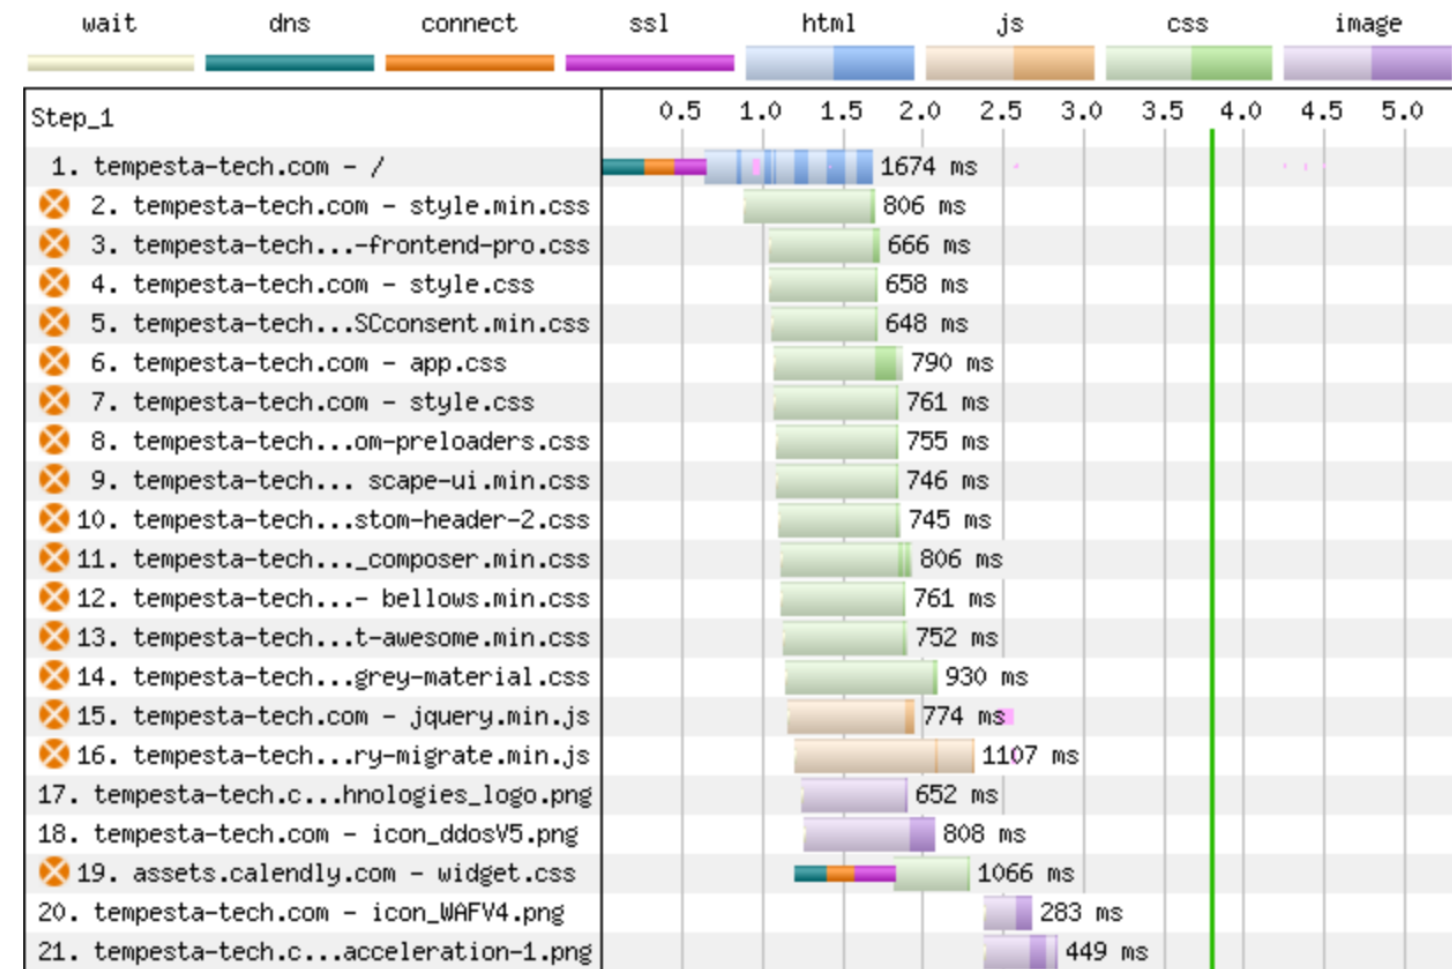 wait dns connect ssl html js css image
Step_1 0.5 1.0 1.5 2.0 2.5 3.0 3.5 4.0 4.5 5.0
1. tempesta-tech.com - / 1674 ms
2. tempesta-tech.com - style.min.css 806 ms
3. tempesta-tech...-frontend-pro.css 666 ms
4. tempesta-tech.com - style.css 658 ms
5. tempesta-tech...SCconsent.min.css 648 ms
6. tempesta-tech.com - app.css 790 ms
7. tempesta-tech.com - style.css 761 ms
8. tempesta-tech...om-preloaders.css 755 ms
9. tempesta-tech... scape-ui.min.css 746 ms
10. tempesta-tech...stom-header-2.css 745 ms
11. tempesta-tech..._composer.min.css 806 ms
12. tempesta-tech...- bellows.min.css 761 ms
13. tempesta-tech...t-awesome.min.css 752 ms
14. tempesta-tech...grey-material.css 930 ms
15. tempesta-tech.com - jquery.min.js 774 ms
16. tempesta-tech...ry-migrate.min.js 1107 ms
17. tempesta-tech.c...hnologies_logo.png 652 ms
18. tempesta-tech.com - icon_ddosV5.png 808 ms
19. assets.calendly.com - widget.css 1066 ms
20. tempesta-tech.com - icon_WAFV4.png 283 ms
21. tempesta-tech.c...acceleration-1.png 449 ms